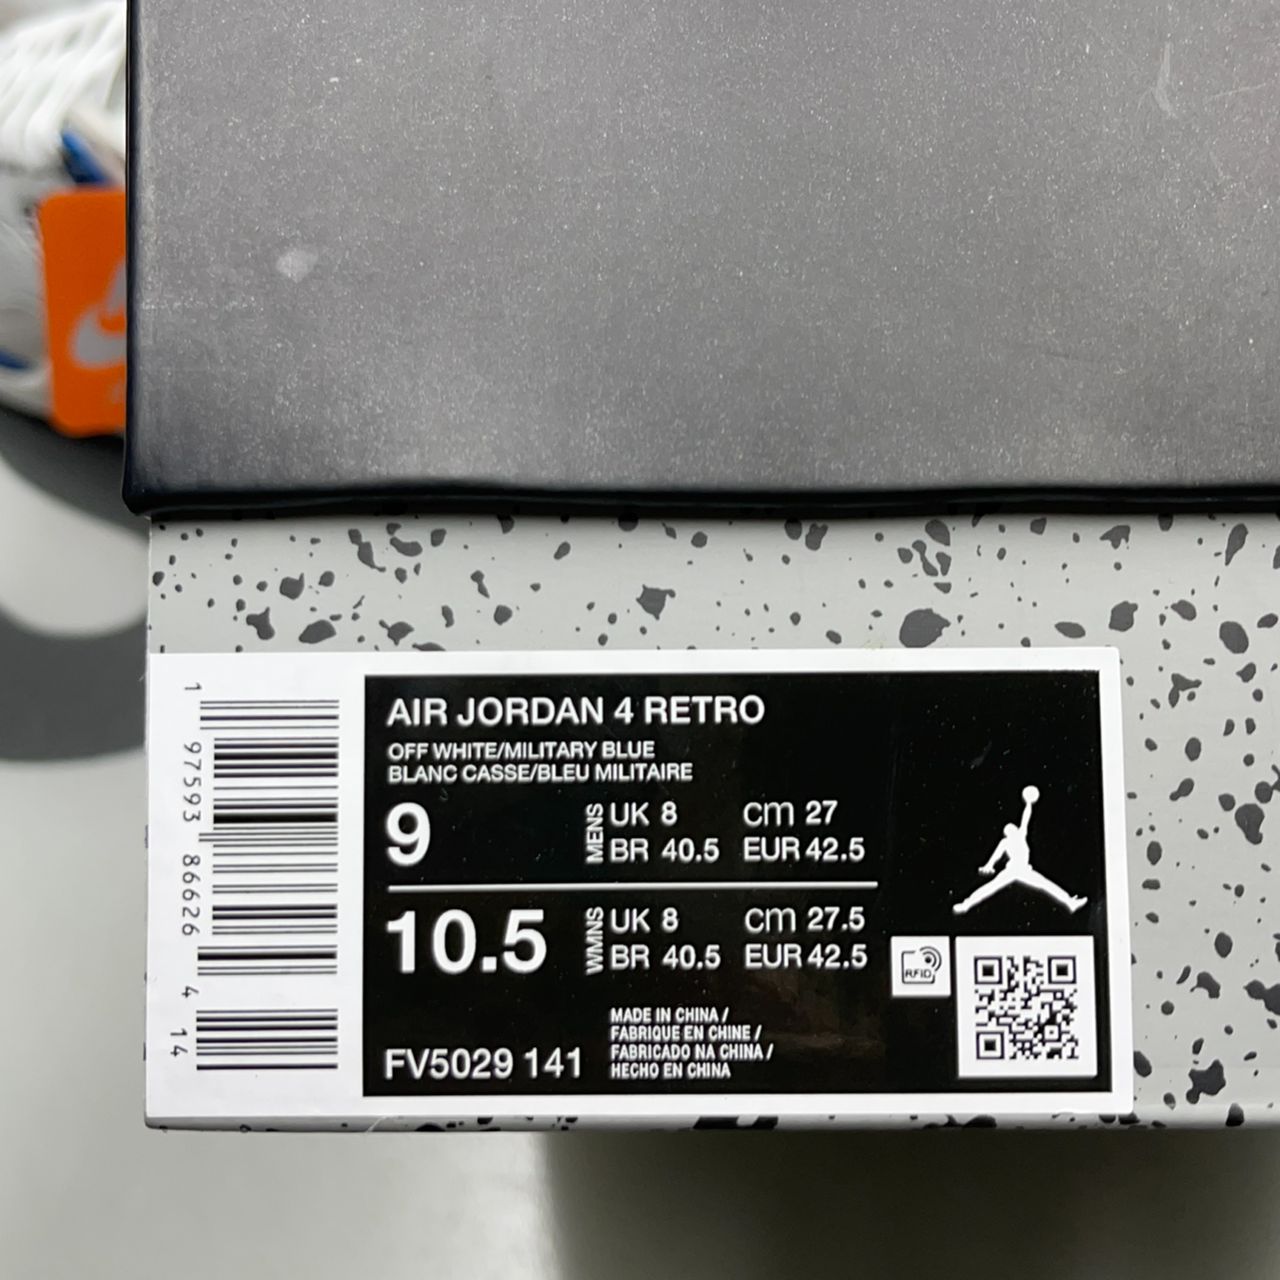 AIR JORDAN 4 RETRO
OFF WHITE/MILITARY BLUE
BLANC CASSE/BLEU MILITAIRE
9
MENS
UK 8 cm 27
BR 40.5 EUR 42.5
10.5
WMNS
UK 8 cm 27.5
BR 40.5 EUR 42.5
RFID
FV5029 141
MADE IN CHINA /
FABRIQUE EN CHINE /
FABRICADO NA CHINA /
HECHO EN CHINA
1 97593 86626 4 14